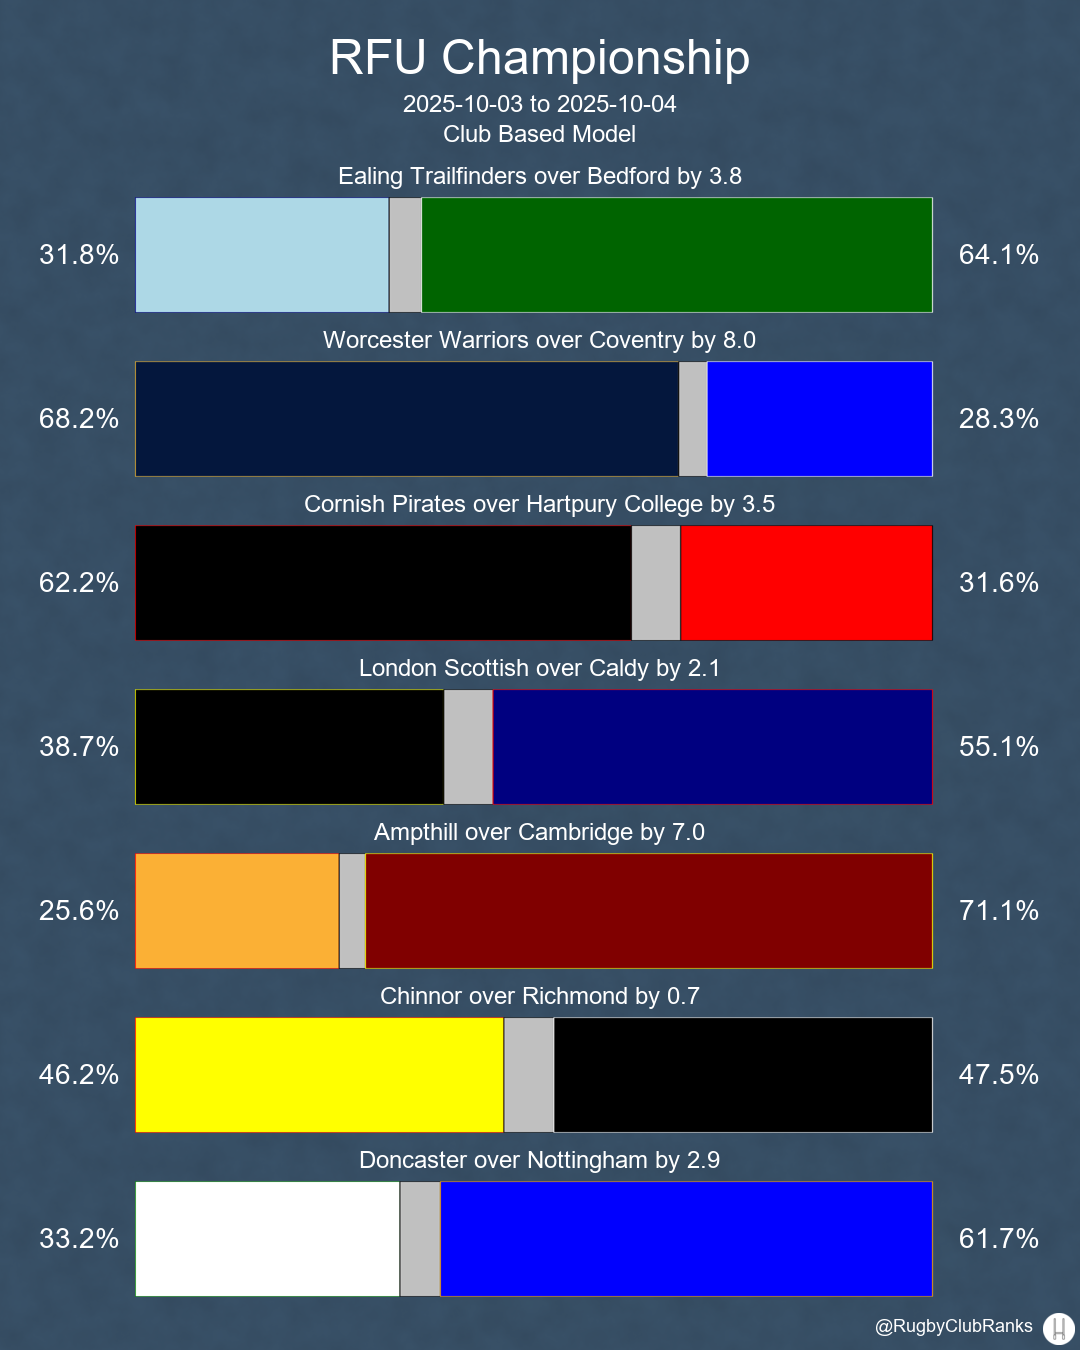 RFU Championship
2025-10-03 to 2025-10-04
Club Based Model
Ealing Trailfinders over Bedford by 3.8
31.8%
64.1%
Worcester Warriors over Coventry by 8.0
68.2%
28.3%
Cornish Pirates over Hartpury College by 3.5
62.2%
31.6%
London Scottish over Caldy by 2.1
38.7%
55.1%
Ampthill over Cambridge by 7.0
25.6%
71.1%
Chinnor over Richmond by 0.7
46.2%
47.5%
Doncaster over Nottingham by 2.9
33.2%
61.7%
@RugbyClubRanks